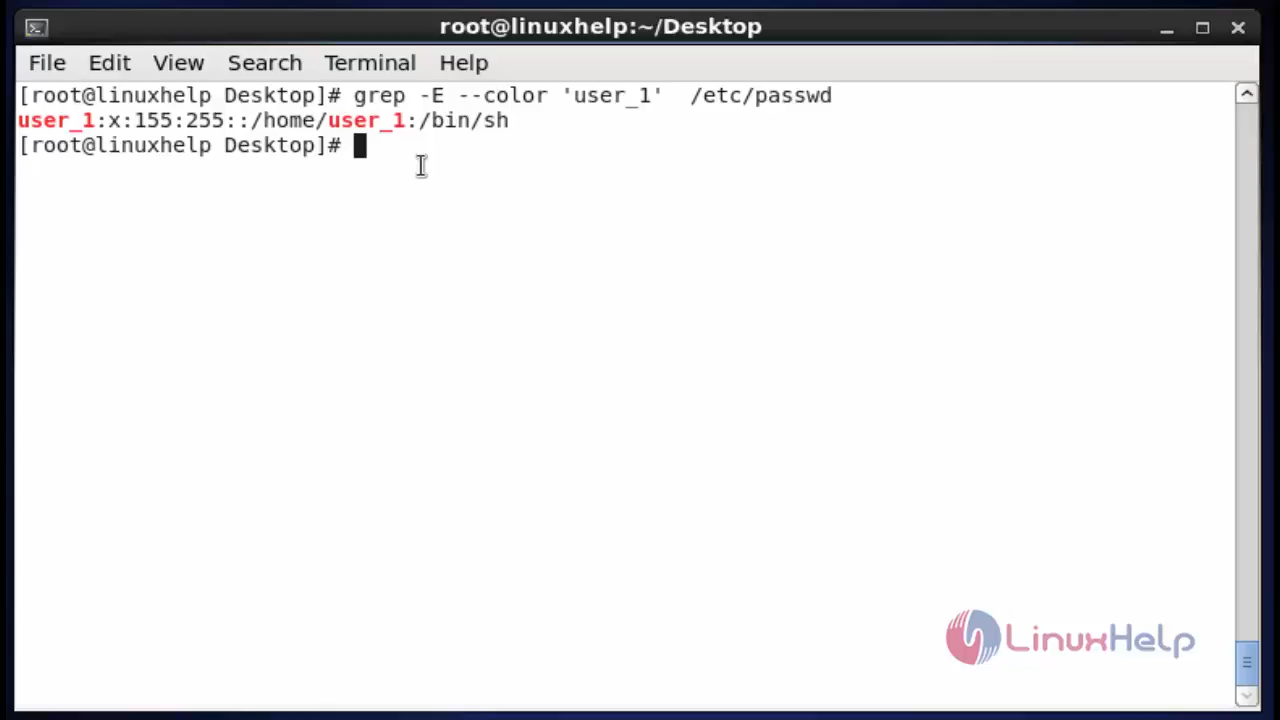 root@linuxhelp:~/Desktop
File Edit View Search Terminal Help
[root@linuxhelp Desktop]# grep -E --color 'user_1'  /etc/passwd
user_1:x:155:255::/home/user_1:/bin/sh
[root@linuxhelp Desktop]#
LinuxHelp